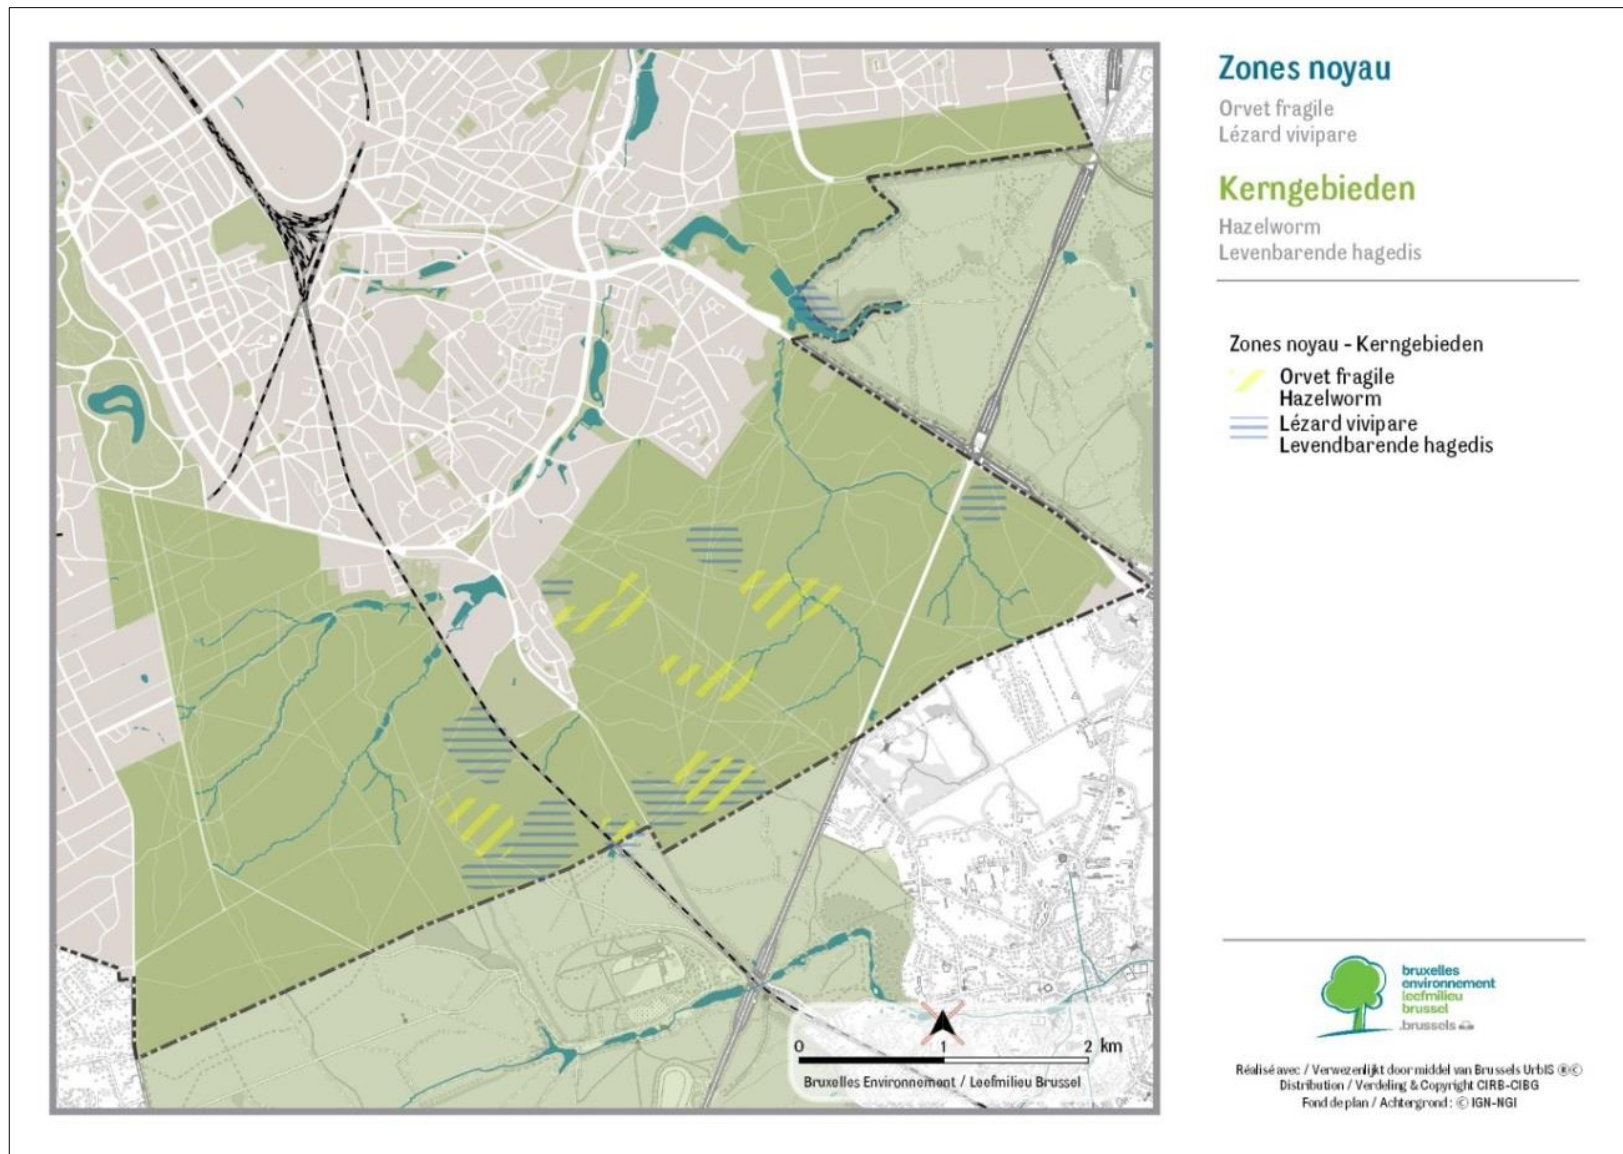 Zones noyau
Orvet fragile
Lézard vivipare
Kerngebieden
Hazelworm
Levenbarende hagedis
Zones noyau - Kerngebieden
Orvet fragile
Hazelworm
Lézard vivipare
Levendbarende hagedis
0 1 2 km
Bruxelles Environnement / Leefmilieu Brussel
bruxelles
environnement
leefmilieu
brussel
.brussels
Réalisé avec / Verwezenlijkt door middel van Brussels UrbIS ®©
Distribution / Verdeling & Copyright CIRB-CIBG
Fond de plan / Achtergrond : © IGN-NGI